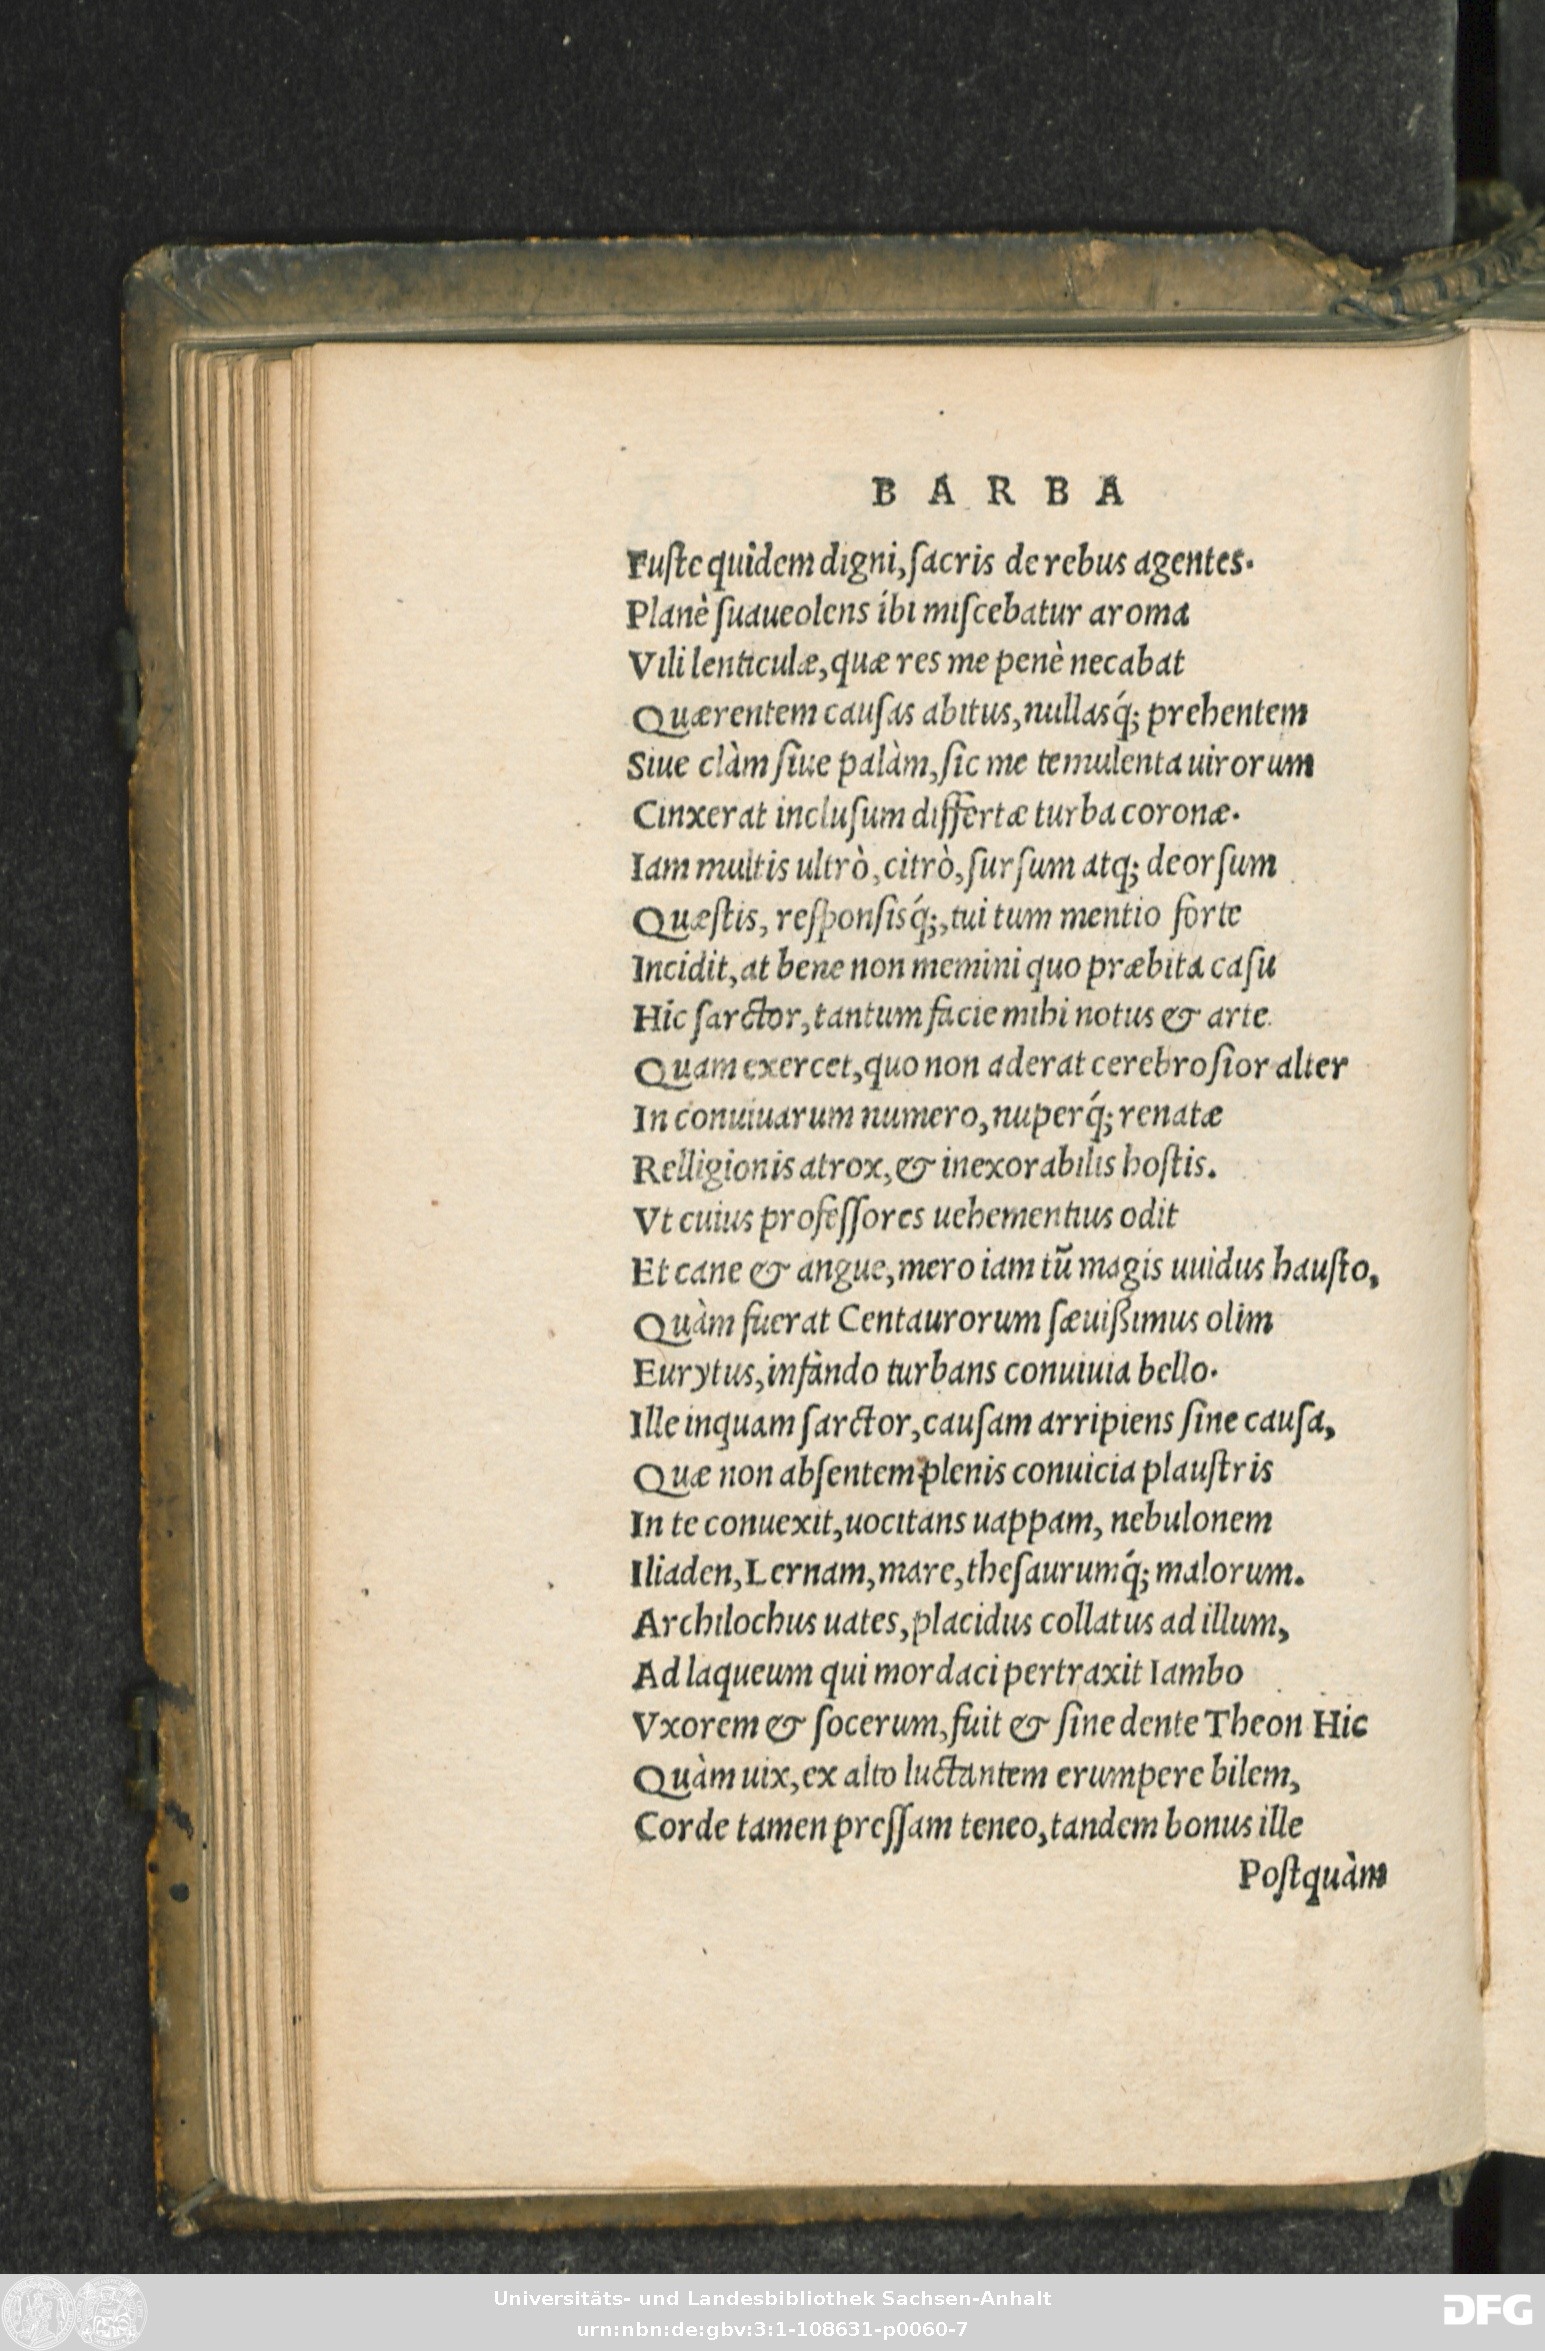 BARBA
Fuſte quidem digni, ſacris de rebus agentes.
Planè ſuaueolens ibi miſcebatur aroma
Vili lenticulæ, quæ res me penè necabat
Quærentem cauſas abitus, nullasq́; prehentem
Siue clàm ſiue palàm, ſic me temulenta uirorum
Cinxerat incluſum differtæ turba coronæ.
Iam multis ultrò, citrò, ſurſum atq; deorſum
Quæſtis, reſponſisq́;, tui tum mentio forte
Incidit, at bene non memini quo præbita caſu
Hic ſarctor, tantum facie mihi notus & arte
Quam exercet, quo non aderat cerebroſior alter
In conuiuarum numero, nuperq́; renatæ
Relligionis atrox, & inexorabilis hoſtis.
Vt cuius profeſſores uehementius odit
Et cane & angue, mero iam tū magis uuidus hauſto,
Quàm fuerat Centaurorum ſæuißimus olim
Eurytus, infando turbans conuiuia bello.
Ille inquam ſarctor, cauſam arripiens ſine cauſa,
Quæ non abſentem plenis conuicia plauſtris
In te conuexit, uocitans uappam, nebulonem
Iliaden, Lernam, mare, theſaurumq́; malorum.
Archilochus uates, placidus collatus ad illum,
Ad laqueum qui mordaci pertraxit Iambo
Vxorem & ſocerum, fuit & ſine dente Theon Hic
Quàm uix, ex alto luctantem erumpere bilem,
Corde tamen preſſam teneo, tandem bonus ille
Poſtquàm
Universitäts- und Landesbibliothek Sachsen-Anhalt
urn:nbn:de:gbv:3:1-108631-p0060-7
DFG